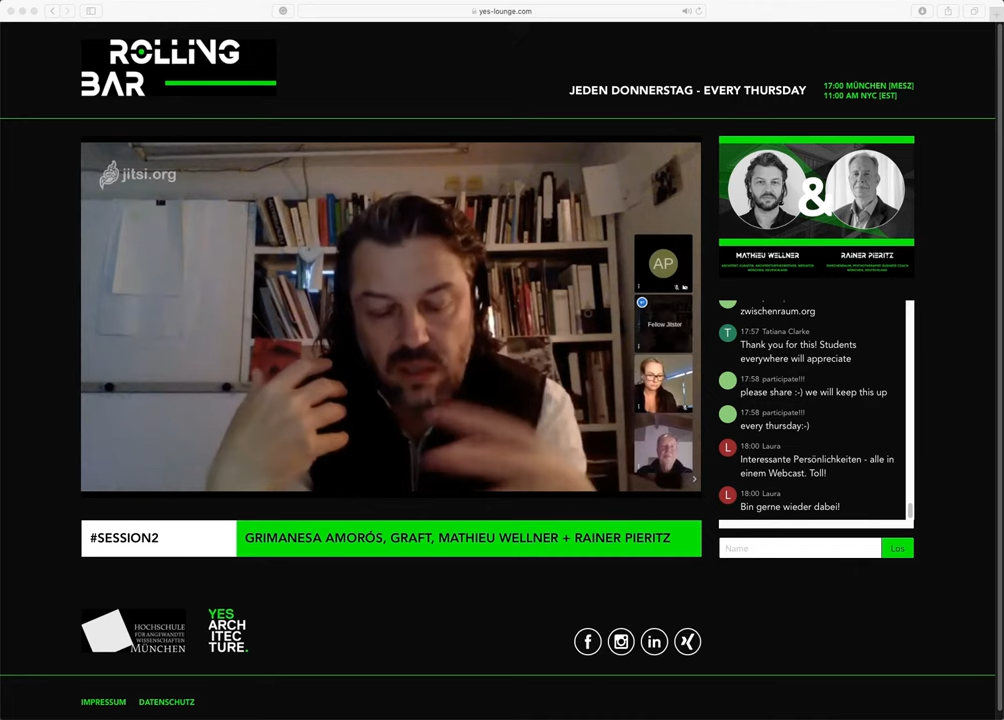 yes-lounge.com
ROLLING
BAR
JEDEN DONNERSTAG - EVERY THURSDAY
17:00 MÜNCHEN [MESZ]
11:00 AM NYC [EST]
jitsi.org
AP
Fellow Jitster
&
MATHIEU WELLNER
RAINER PIERITZ
zwischenraum.org
T
17:57 Tatiana Clarke
Thank you for this! Students
everywhere will appreciate
17:58 participate!!!
please share :-) we will keep this up
17:58 participate!!!
every thursday:-)
L
18:00 Laura
Interessante Persönlichkeiten - alle in
einem Webcast. Toll!
L
18:00 Laura
Bin gerne wieder dabei!
#SESSION2
GRIMANESA AMORÓS, GRAFT, MATHIEU WELLNER + RAINER PIERITZ
Name
Los
HOCHSCHULE
FÜR ANGEWANDTE
WISSENSCHAFTEN
MÜNCHEN
YES
ARCH
ITEC
TURE.
f
in
IMPRESSUM
DATENSCHUTZ